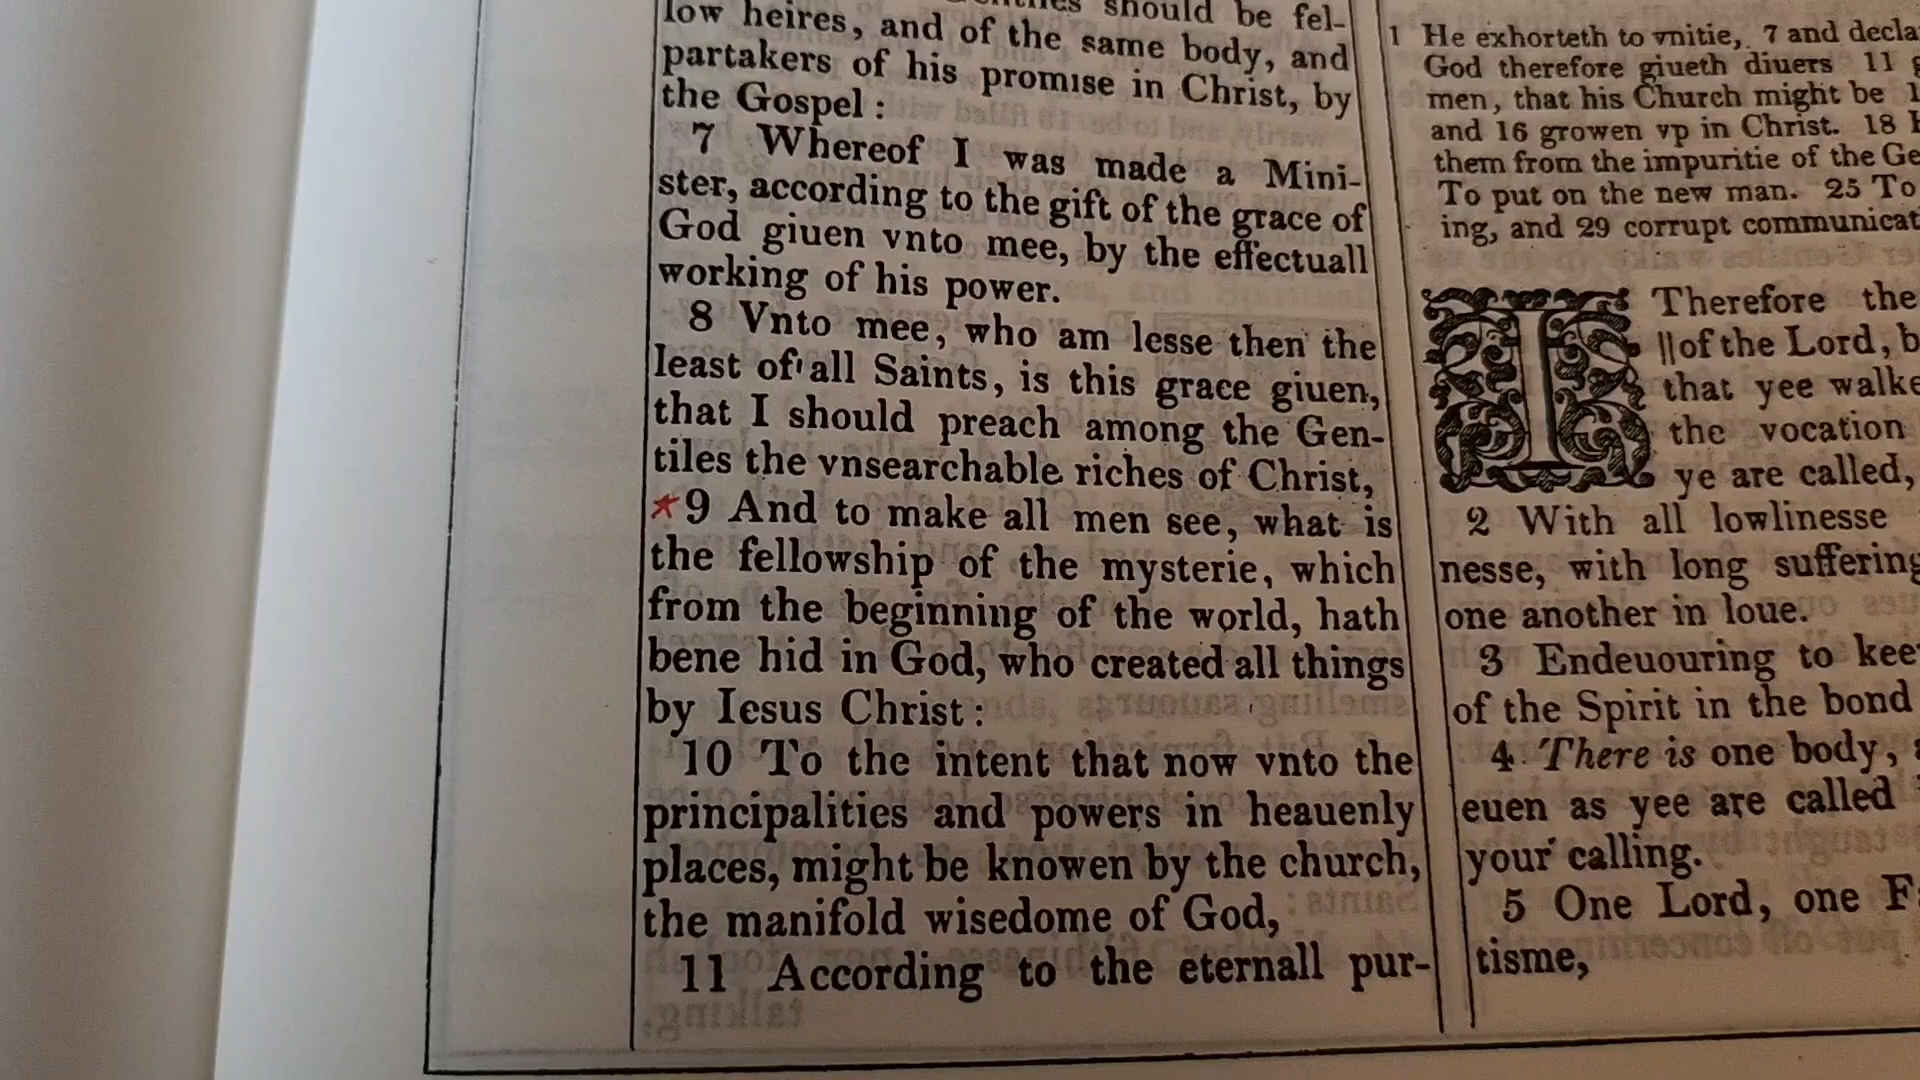 should be fel-
low heires, and of the same body, and
partakers of his promise in Christ, by
the Gospel:
7 Whereof I was made a Mini-
ster, according to the gift of the grace of
God giuen vnto mee, by the effectuall
working of his power.
8 Vnto mee, who am lesse then the
least of all Saints, is this grace giuen,
that I should preach among the Gen-
tiles the vnsearchable riches of Christ,
*9 And to make all men see, what is
the fellowship of the mysterie, which
from the beginning of the world, hath
bene hid in God, who created all things
by Iesus Christ:
10 To the intent that now vnto the
principalities and powers in heauenly
places, might be knowen by the church,
the manifold wisedome of God,
11 According to the eternall pur-
1 He exhorteth to vnitie, 7 and decla
God therefore giueth diuers 11
men, that his Church might be
and 16 growen vp in Christ. 18
them from the impuritie of the Ge
To put on the new man. 25 To
ing, and 29 corrupt communicat
I Therefore the
||of the Lord, b
that yee walke
the vocation
ye are called,
2 With all lowlinesse
nesse, with long suffering
one another in loue.
3 Endeuouring to kee
of the Spirit in the bond
4 There is one body,
euen as yee are called
your calling.
5 One Lord, one F
tisme,